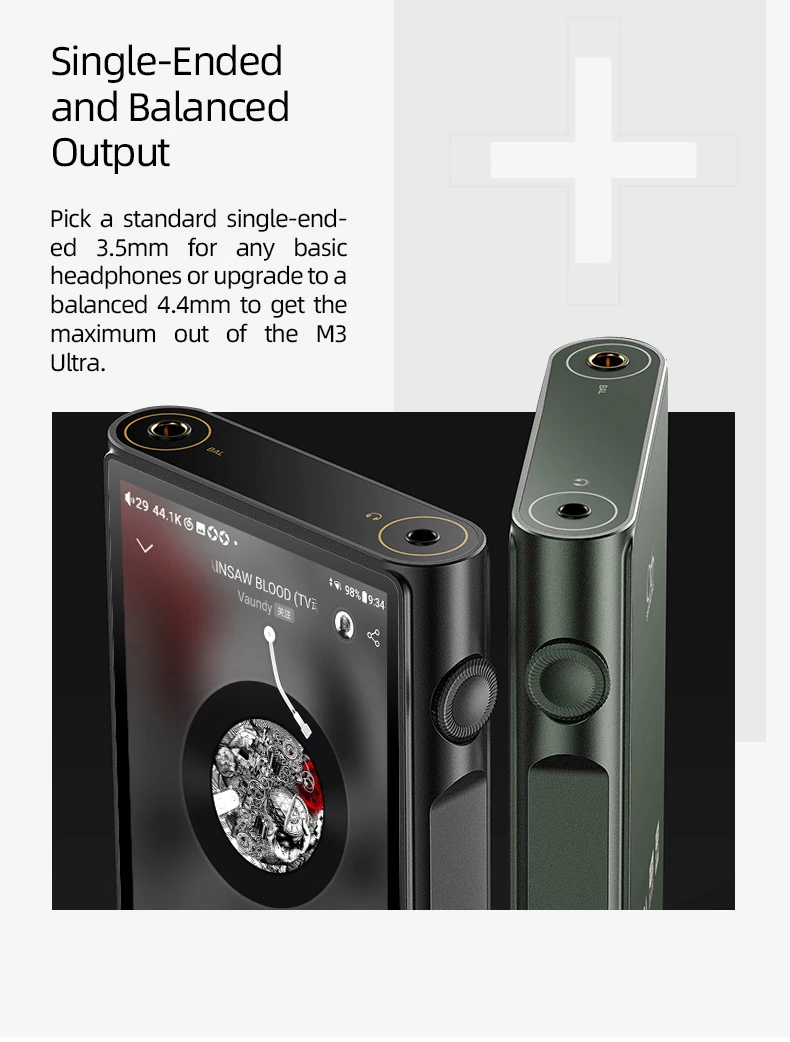 Single-Ended
and Balanced
Output
Pick a standard single-end-
ed 3.5mm for any basic
headphones or upgrade to a
balanced 4.4mm to get the
maximum out of the M3
Ultra.
BAL
BAL
29 44.1K
98% 9:34
AINSAW BLOOD (TV
Vaundy 关注